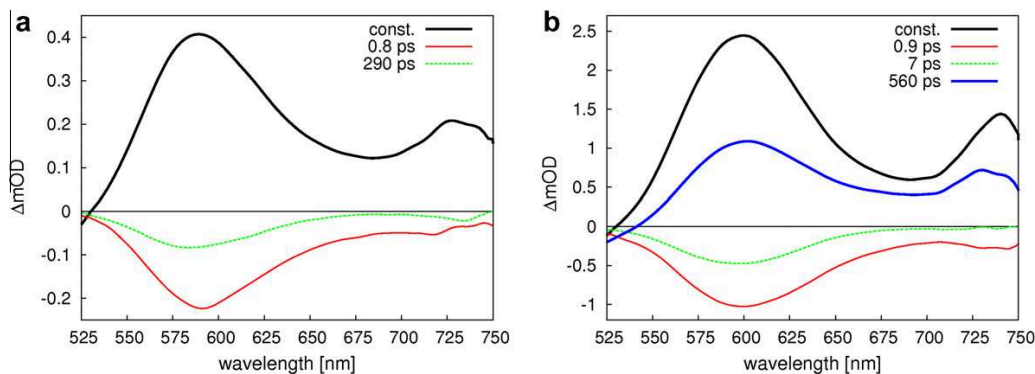 a
const.
0.8 ps
290 ps
0.4
0.3
0.2
0.1
0
-0.1
-0.2
ΔmOD
525 550 575 600 625 650 675 700 725 750
wavelength [nm]
b
const.
0.9 ps
7 ps
560 ps
2.5
2
1.5
1
0.5
0
-0.5
-1
ΔmOD
525 550 575 600 625 650 675 700 725 750
wavelength [nm]